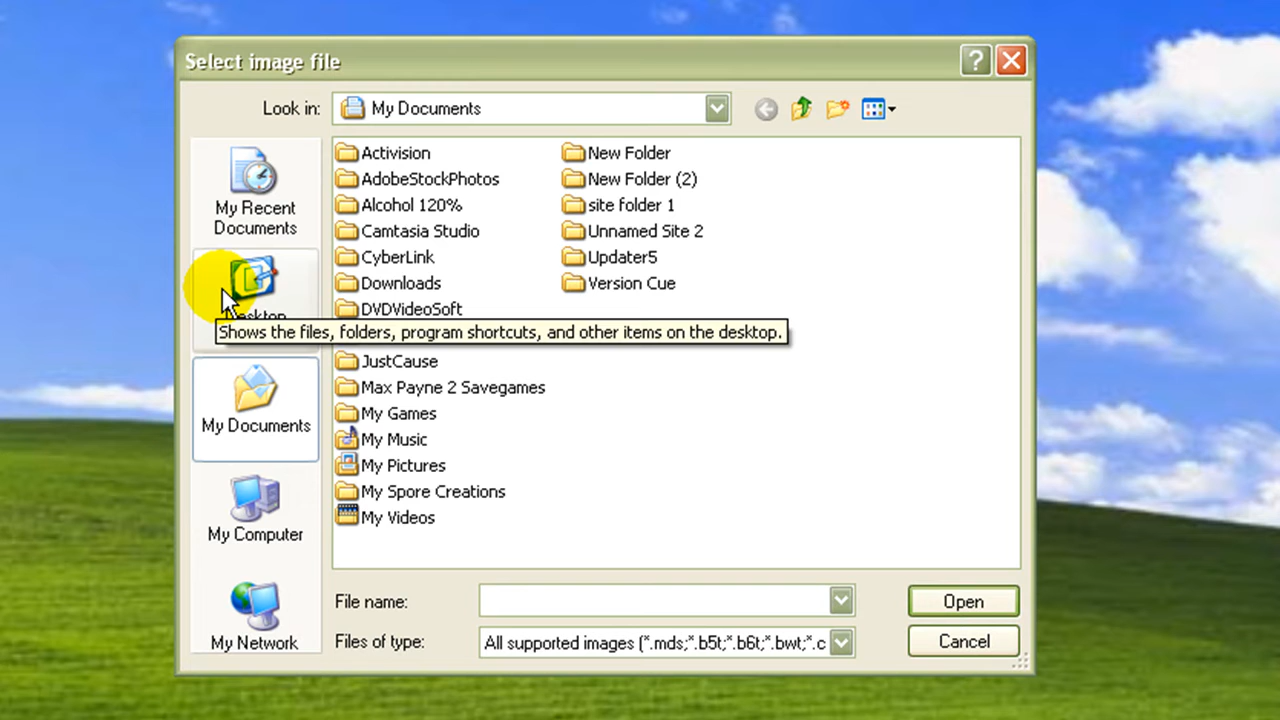 Select image file
Look in:
My Documents
My Recent
Documents
Desktop
My Documents
My Computer
My Network
Activision
AdobeStockPhotos
Alcohol 120%
Camtasia Studio
CyberLink
Downloads
DVDVideoSoft
JustCause
Max Payne 2 Savegames
My Games
My Music
My Pictures
My Spore Creations
My Videos
New Folder
New Folder (2)
site folder 1
Unnamed Site 2
Updater5
Version Cue
Shows the files, folders, program shortcuts, and other items on the desktop.
File name:
Open
Files of type:
All supported images (*.mds;*.b5t;*.b6t;*.bwt;*.c
Cancel